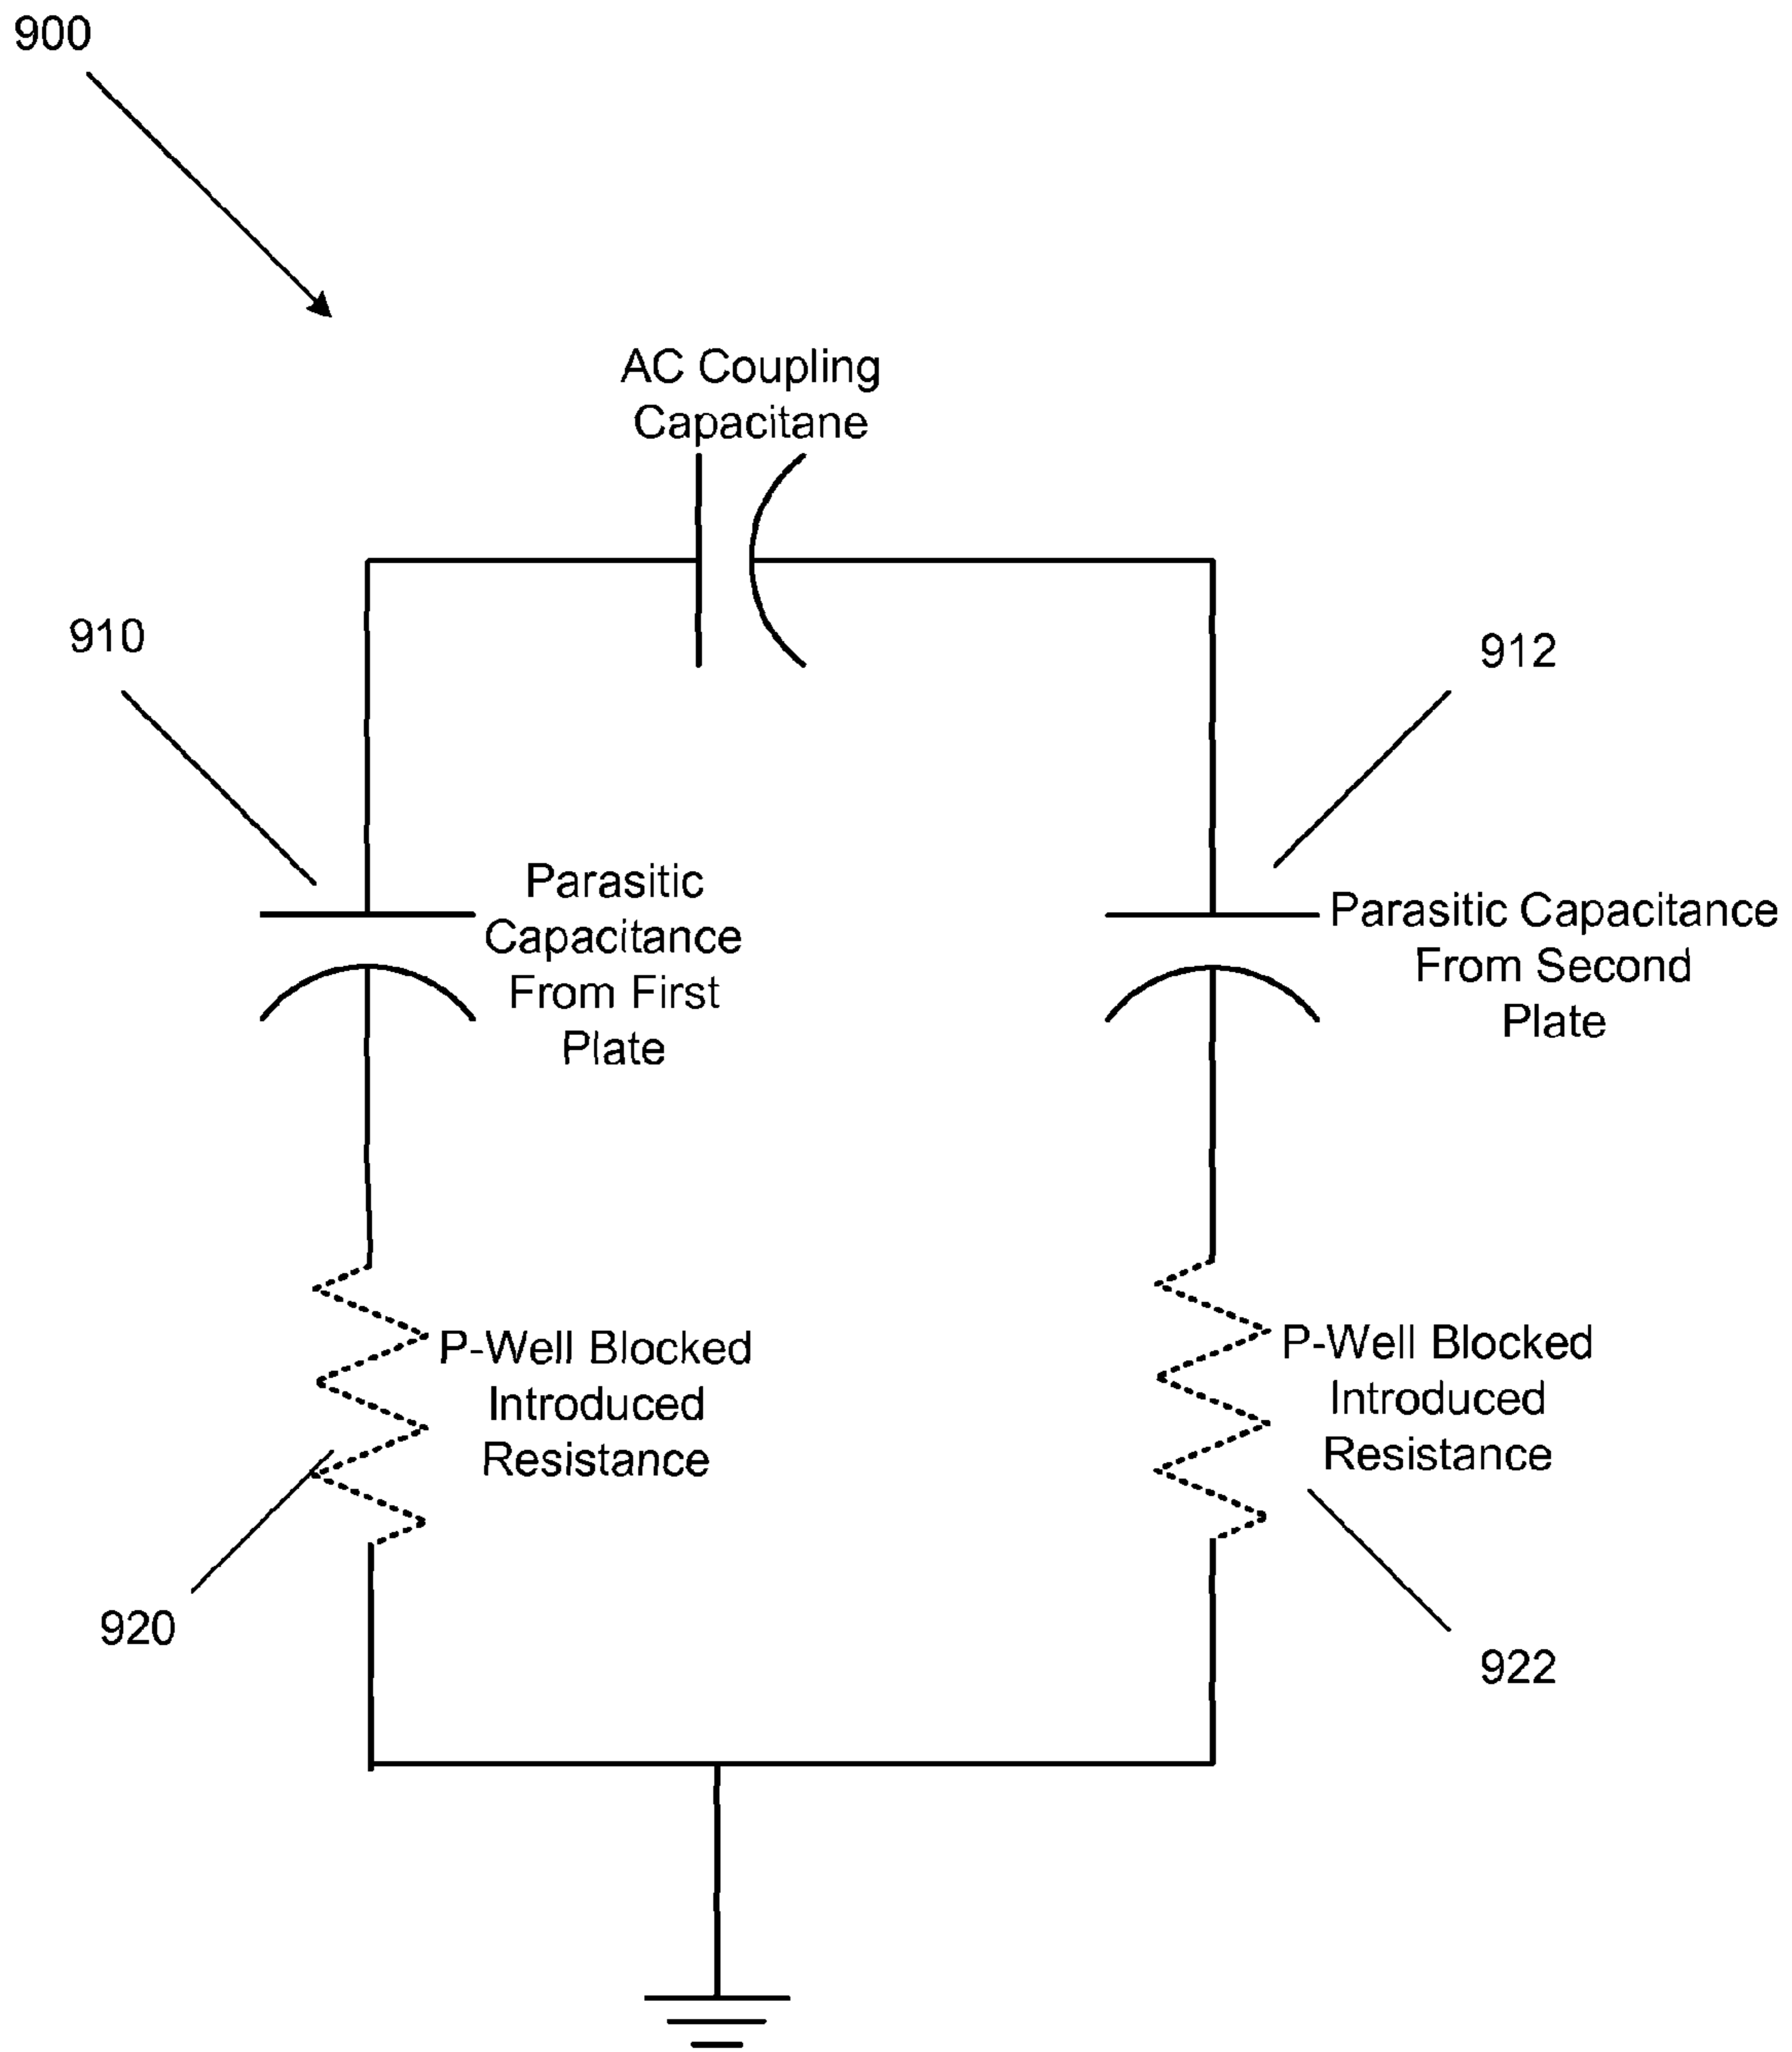 900
AC Coupling
Capacitane
910
912
Parasitic
Capacitance
From First
Plate
Parasitic Capacitance
From Second
Plate
P-Well Blocked
Introduced
Resistance
P-Well Blocked
Introduced
Resistance
920
922